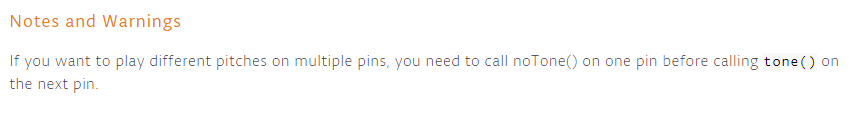 Notes and Warnings
If you want to play different pitches on multiple pins, you need to call noTone() on one pin before calling tone() on
the next pin.